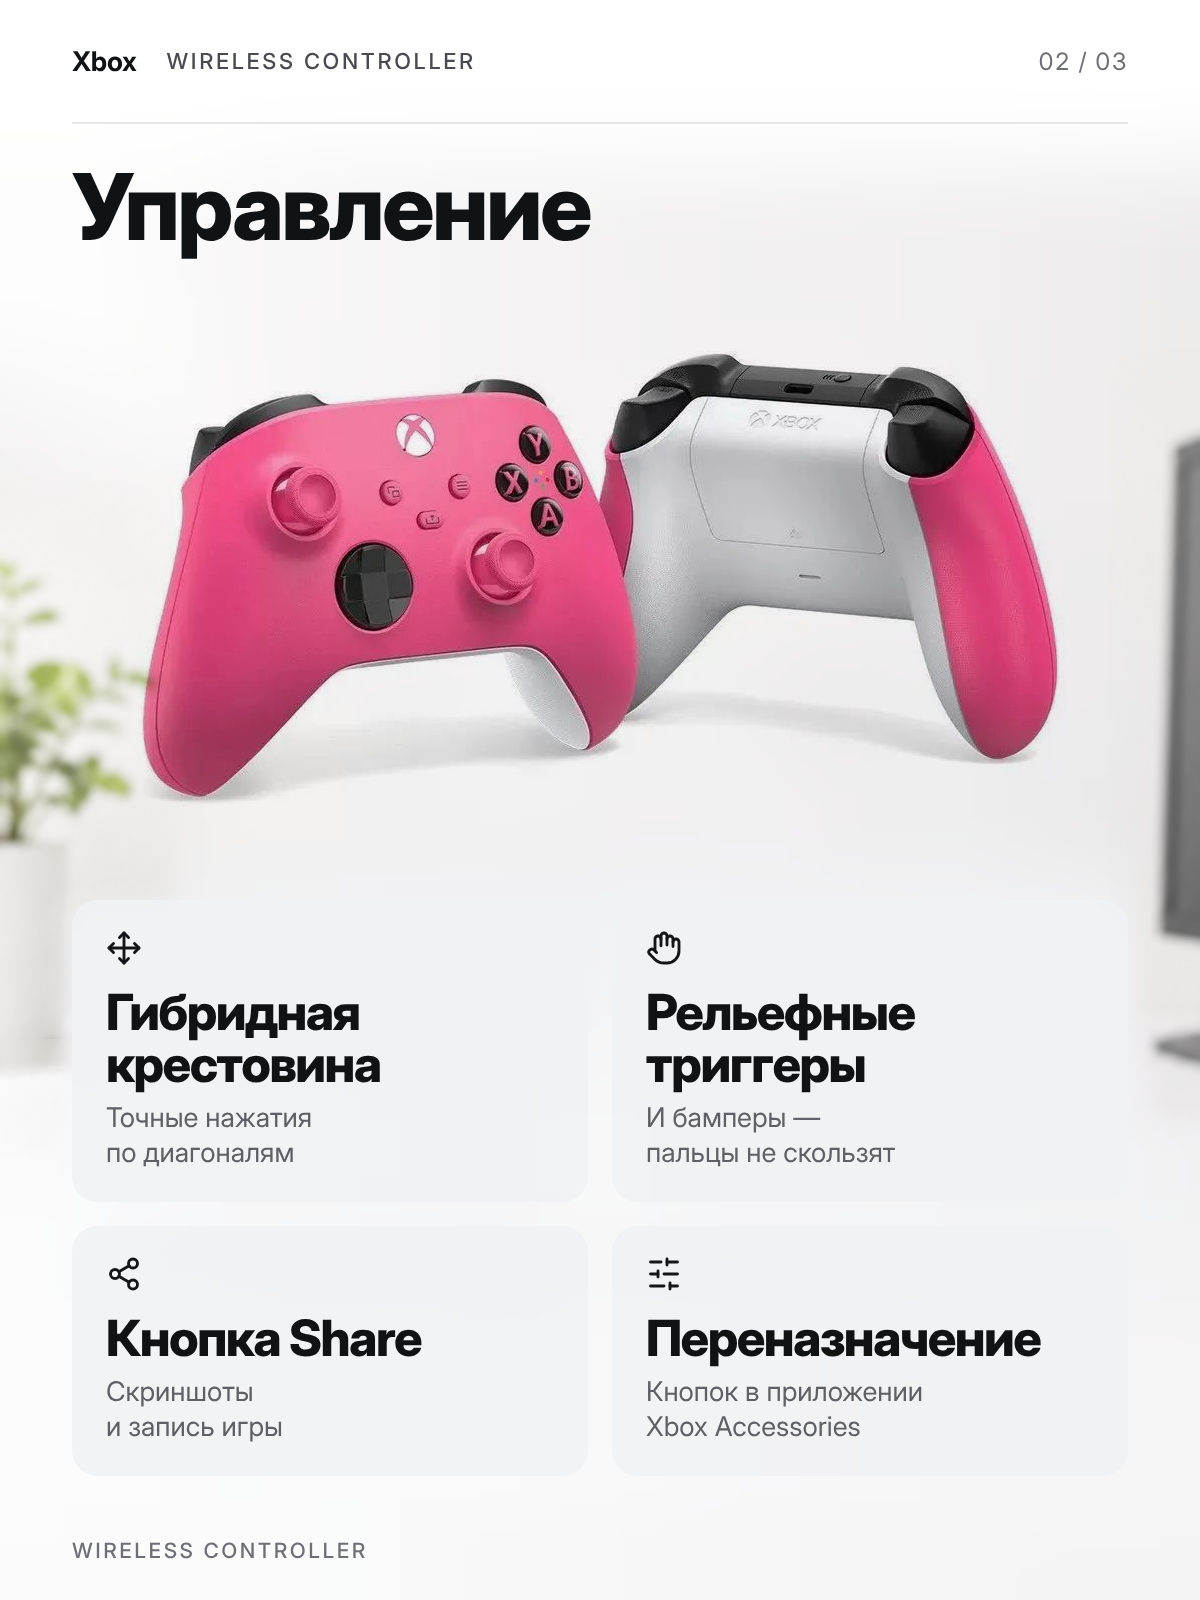 Xbox WIRELESS CONTROLLER 02 / 03
Управление
XBOX
Y
X
B
A
Гибридная
крестовина
Точные нажатия
по диагоналям
Рельефные
триггеры
И бамперы —
пальцы не скользят
Кнопка Share
Скриншоты
и запись игры
Переназначение
Кнопок в приложении
Xbox Accessories
WIRELESS CONTROLLER